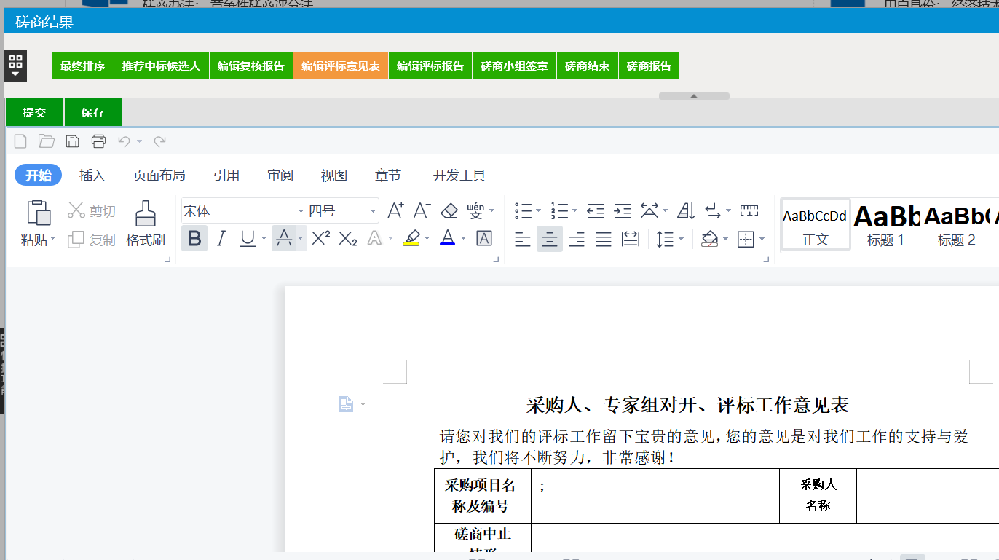 磋商办法： 竞争性磋商评分法
用户身份： 经济技术
磋商结果
最终排序 推荐中标候选人 编辑复核报告 编辑评标意见表 编辑评标报告 磋商小组签章 磋商结束 磋商报告
提交 保存
开始 插入 页面布局 引用 审阅 视图 章节 开发工具
剪切 宋体 四号 A+ A- wén 变
粘贴 复制 格式刷 B I U A X² X₂ A A A
AaBbCcDd AaBb AaBb
正文 标题 1 标题 2
采购人、专家组对开、评标工作意见表
请您对我们的评标工作留下宝贵的意见，您的意见是对我们工作的支持与爱
护，我们将不断努力，非常感谢！
采购项目名 ； 采购人
称及编号 名称
磋商中止
情形